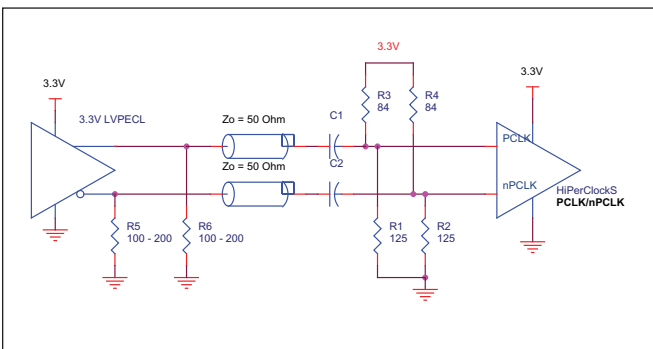 3.3V
3.3V
3.3V
3.3V LVPECL
Zo = 50 Ohm
C1
R3
84
R4
84
Zo = 50 Ohm
C2
PCLK
nPCLK
HiPerClockS
PCLK/nPCLK
R5
100 - 200
R6
100 - 200
R1
125
R2
125